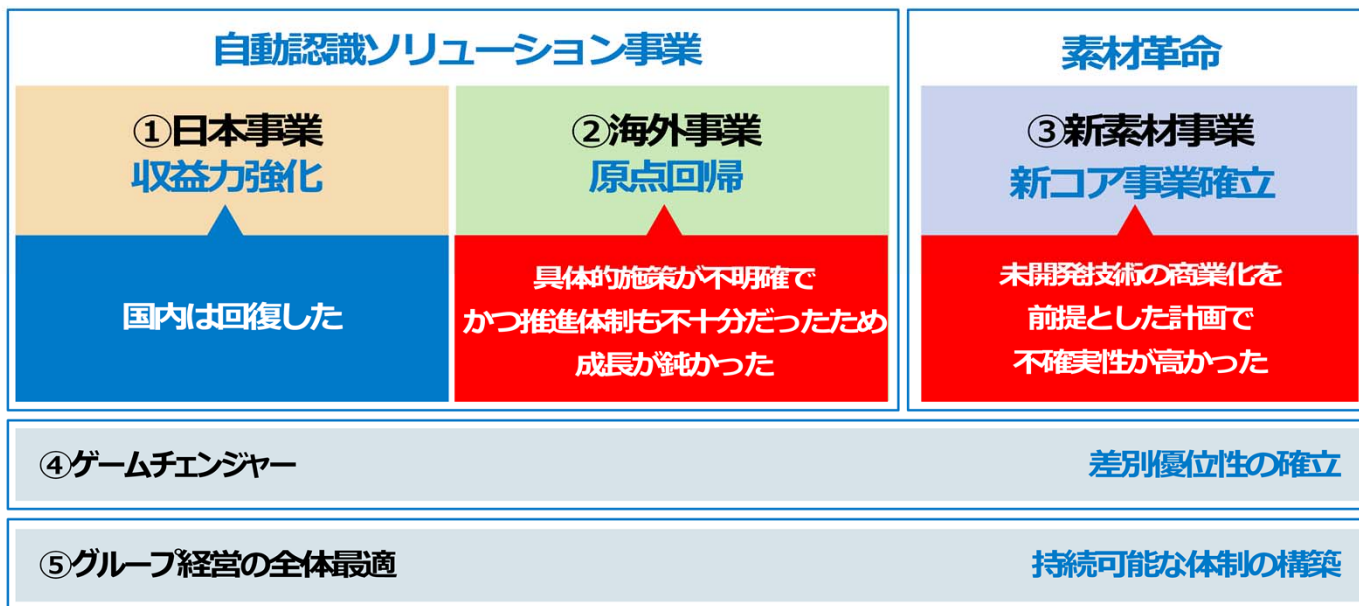 自動認識ソリューション事業
素材革命
①日本事業
収益力強化
②海外事業
原点回帰
③新素材事業
新コア事業確立
国内は回復した
具体的施策が不明確で
かつ推進体制も不十分だったため
成長が鈍かった
未開発技術の商業化を
前提とした計画で
不確実性が高かった
④ゲームチェンジャー
差別優位性の確立
⑤グループ経営の全体最適
持続可能な体制の構築